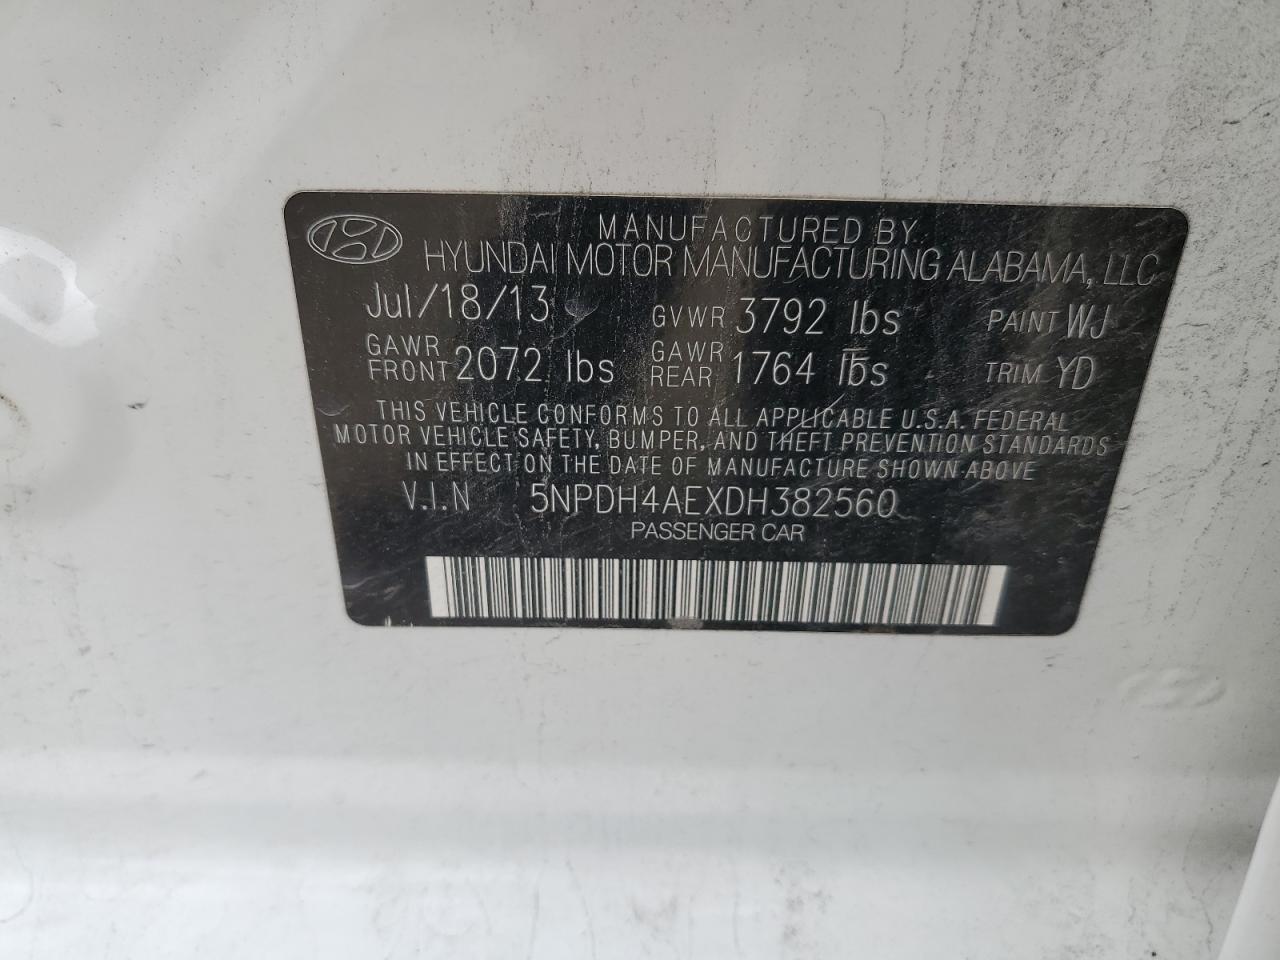 MANUFACTURED BY
HYUNDAI MOTOR MANUFACTURING ALABAMA, LLC
Jul/18/13 GVWR 3792 lbs PAINT WJ
GAWR FRONT 2072 lbs GAWR REAR 1764 lbs TRIM YD
THIS VEHICLE CONFORMS TO ALL APPLICABLE U.S.A. FEDERAL
MOTOR VEHICLE SAFETY, BUMPER, AND THEFT PREVENTION STANDARDS
IN EFFECT ON THE DATE OF MANUFACTURE SHOWN ABOVE
V.I.N 5NPDH4AEXDH382560
PASSENGER CAR